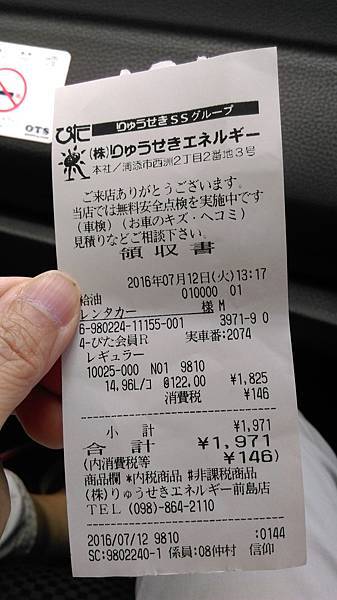 OTS
ぴた りゅうせきSSグループ
(株)りゅうせきエネルギー
本社/浦添市西洲2丁目2番地3号
ご来店ありがとうございます。
当店では無料安全点検を実施中です
(車検)(お車のキズ・ヘコミ)
見積りなどご相談下さい。
領収書
2016年07月12日(火)13:17
給油 010000 01
レンタカー 様 M
6-980224-11155-001 3971-9 0
4-ぴた会員R 実車番:2074
レギュラー
10025-000 NO1 9810
14.96L/コ @122.00 ¥1,825
消費税 ¥146
小 計 ¥1,971
合 計 ¥1,971
(内消費税等 ¥146)
商品欄 *内税商品 #非課税商品
(株)りゅうせきエネルギー前島店
TEL (098)-864-2110
2016/07/12 9810 :0144
SC:9802240-1 係員:08仲村 信仰